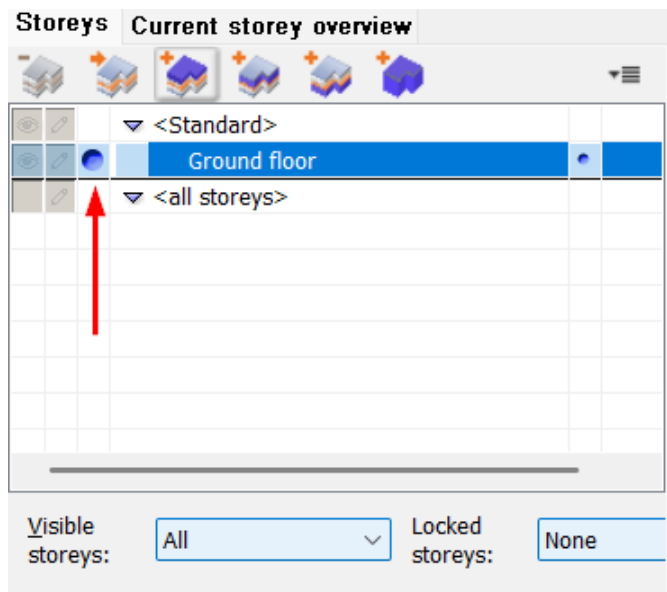 Storeys Current storey overview
<Standard>
Ground floor
<all storeys>
Visible storeys: All Locked storeys: None